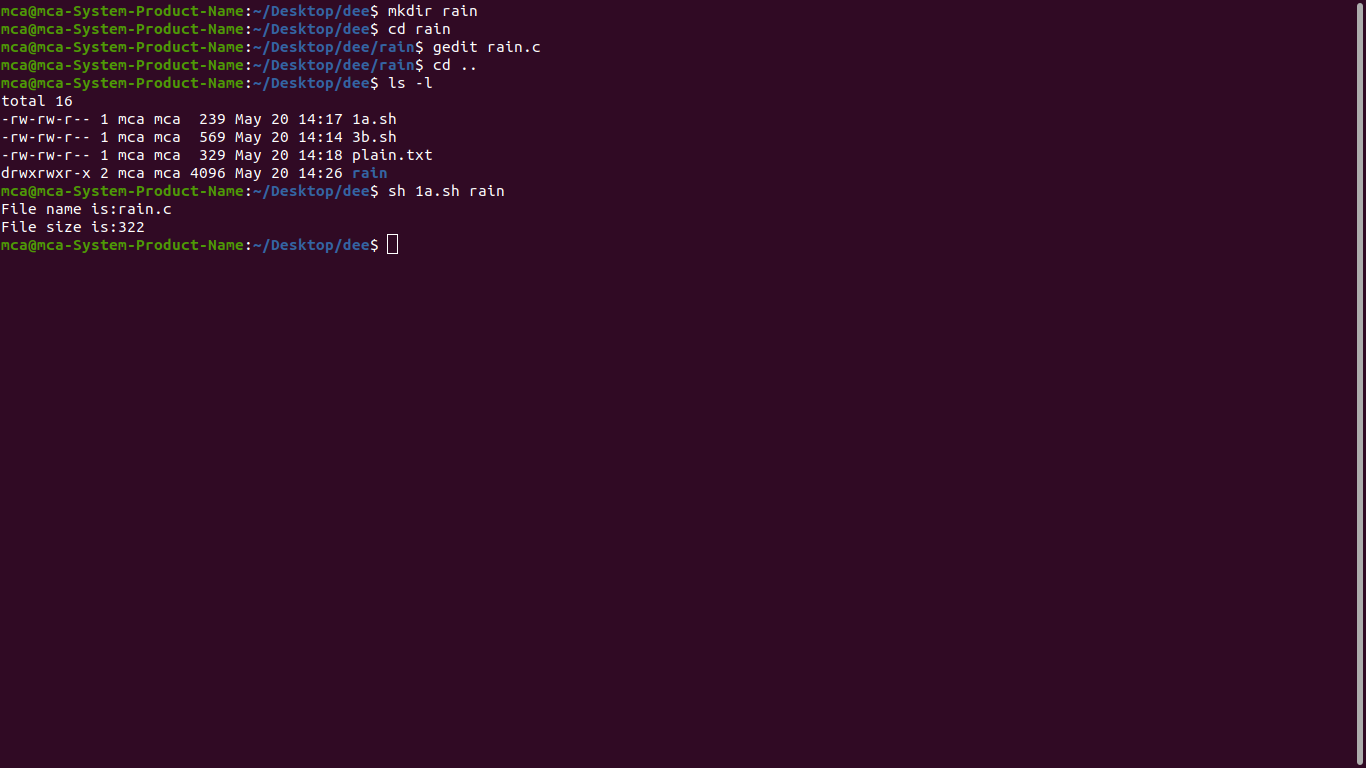 mca@mca-System-Product-Name:~/Desktop/dee$ mkdir rain
mca@mca-System-Product-Name:~/Desktop/dee$ cd rain
mca@mca-System-Product-Name:~/Desktop/dee/rain$ gedit rain.c
mca@mca-System-Product-Name:~/Desktop/dee/rain$ cd ..
mca@mca-System-Product-Name:~/Desktop/dee$ ls -l
total 16
-rw-rw-r-- 1 mca mca  239 May 20 14:17 1a.sh
-rw-rw-r-- 1 mca mca  569 May 20 14:14 3b.sh
-rw-rw-r-- 1 mca mca  329 May 20 14:18 plain.txt
drwxrwxr-x 2 mca mca 4096 May 20 14:26 rain
mca@mca-System-Product-Name:~/Desktop/dee$ sh 1a.sh rain
File name is:rain.c
File size is:322
mca@mca-System-Product-Name:~/Desktop/dee$